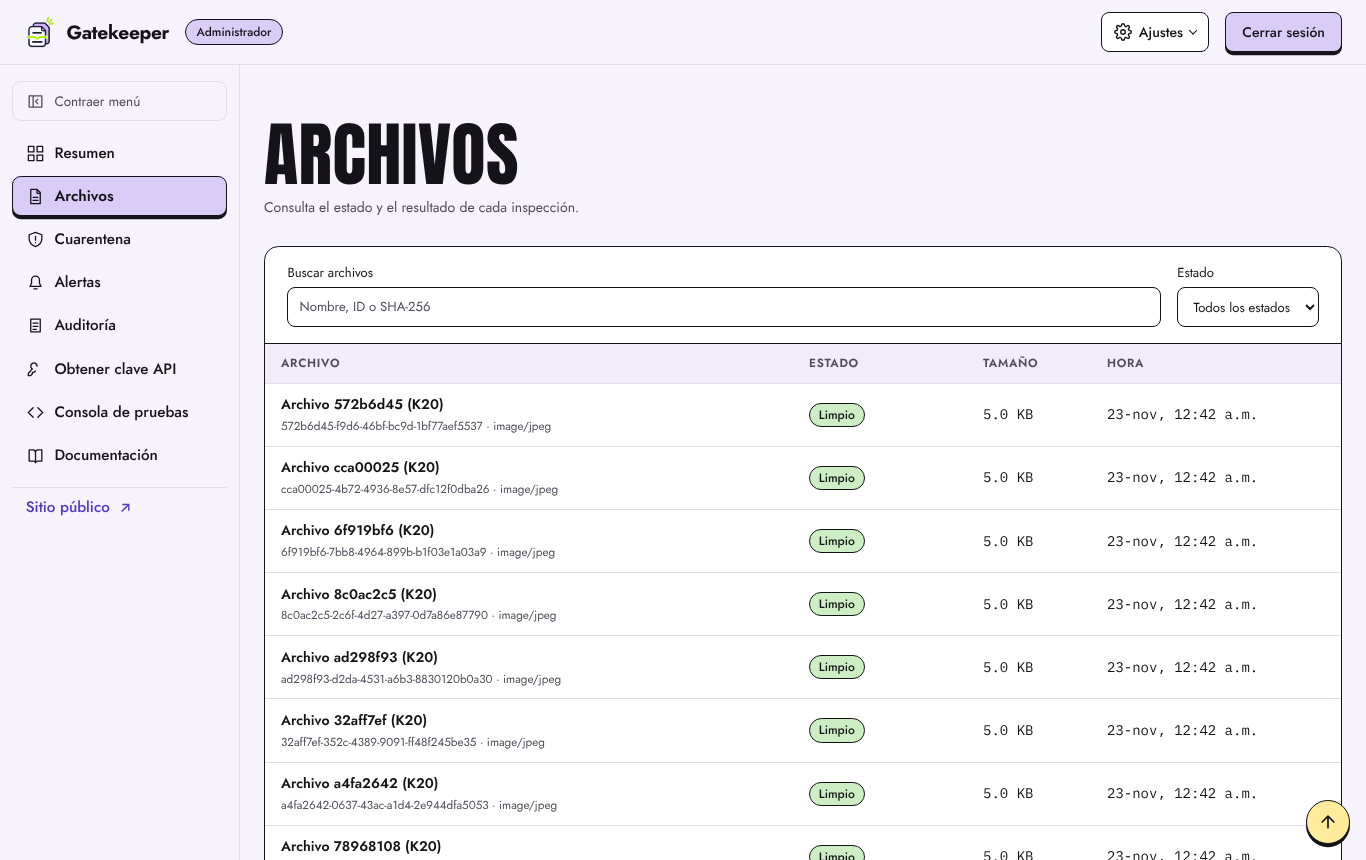 Gatekeeper
Administrador
Ajustes
Cerrar sesión
Contraer menú
Resumen
Archivos
Cuarentena
Alertas
Auditoría
Obtener clave API
Consola de pruebas
Documentación
Sitio público
ARCHIVOS
Consulta el estado y el resultado de cada inspección.
Buscar archivos
Estado
Nombre, ID o SHA-256
Todos los estados
ARCHIVO ESTADO TAMAÑO HORA
Archivo 572b6d45 (K20)
572b6d45-f9d6-46bf-bc9d-1bf77aef5537 · image/jpeg
Limpio 5.0 KB 23-nov, 12:42 a.m.
Archivo cca00025 (K20)
cca00025-4b72-4936-8e57-dfc12f0dba26 · image/jpeg
Limpio 5.0 KB 23-nov, 12:42 a.m.
Archivo 6f919bf6 (K20)
6f919bf6-7bb8-4964-899b-b1f03e1a03a9 · image/jpeg
Limpio 5.0 KB 23-nov, 12:42 a.m.
Archivo 8c0ac2c5 (K20)
8c0ac2c5-2c6f-4d27-a397-0d7a86e87790 · image/jpeg
Limpio 5.0 KB 23-nov, 12:42 a.m.
Archivo ad298f93 (K20)
ad298f93-d2da-4531-a6b3-8830120b0a30 · image/jpeg
Limpio 5.0 KB 23-nov, 12:42 a.m.
Archivo 32aff7ef (K20)
32aff7ef-352c-4389-9091-ff48f245be35 · image/jpeg
Limpio 5.0 KB 23-nov, 12:42 a.m.
Archivo a4fa2642 (K20)
a4fa2642-0637-43ac-a1d4-2e944dfa5053 · image/jpeg
Limpio 5.0 KB 23-nov, 12:42 a.m.
Archivo 78968108 (K20)
Limpio 5.0 KB 23-nov, 12:42 a.m.